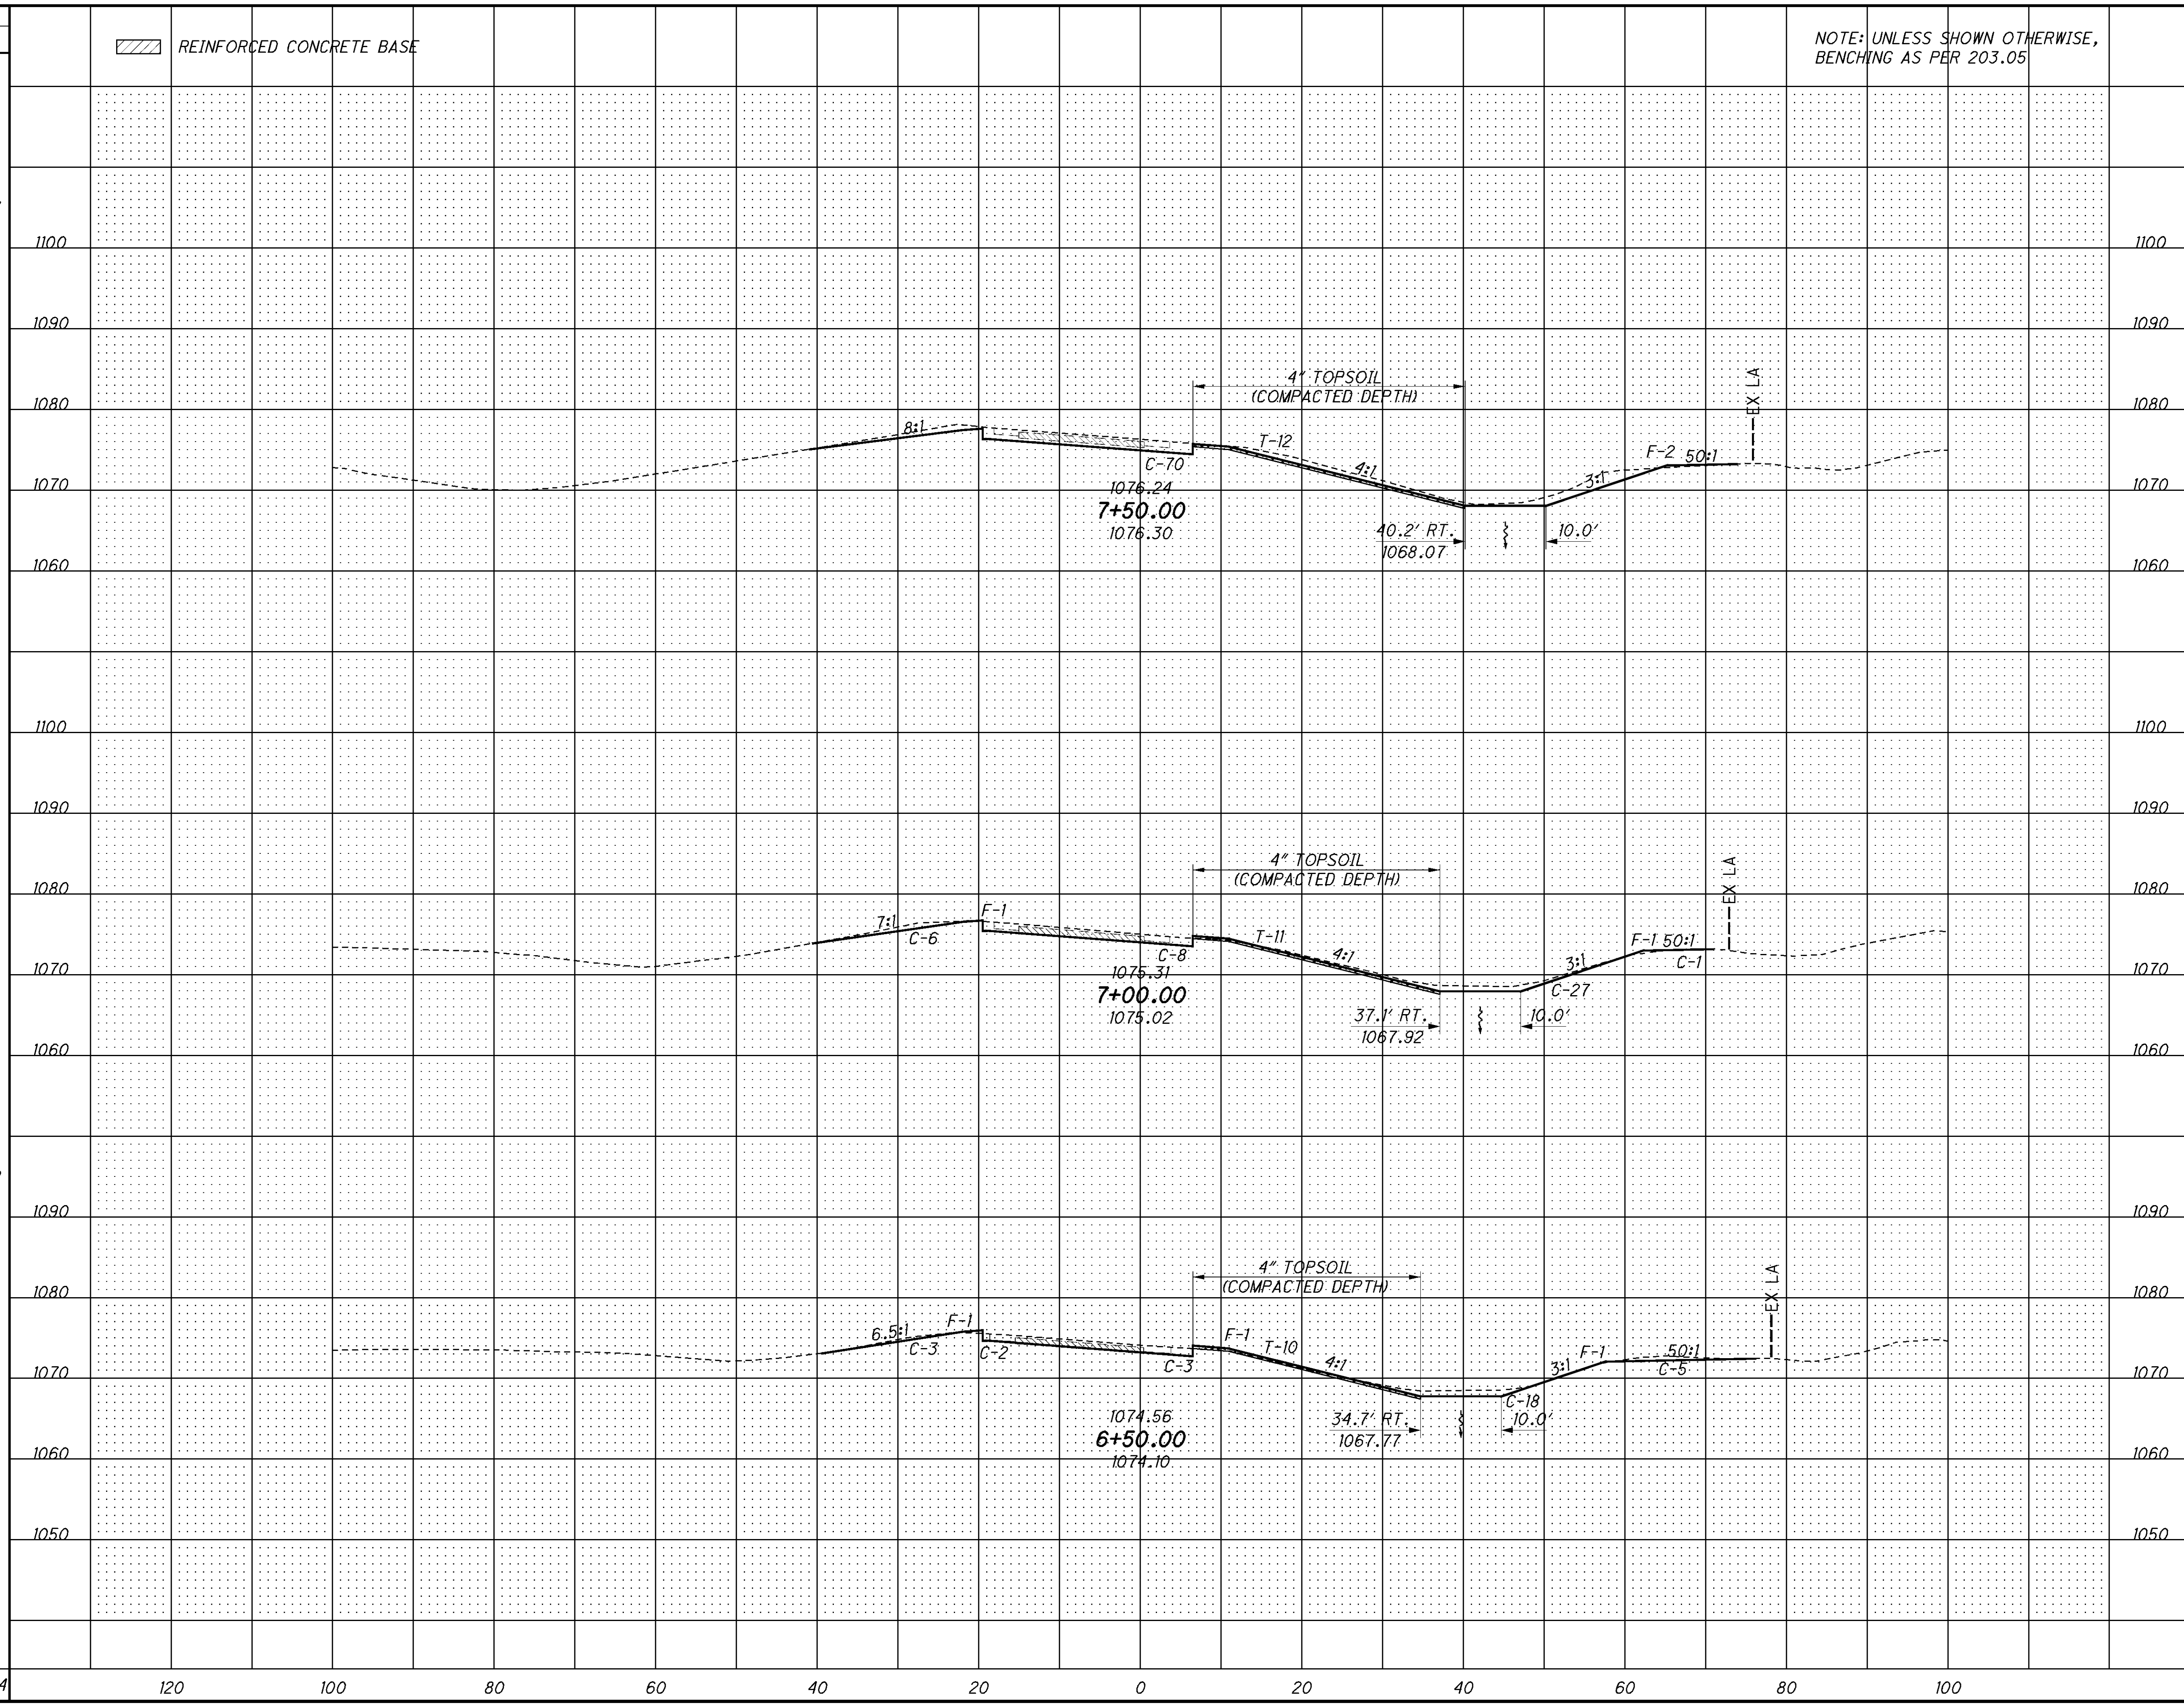 REINFORCED CONCRETE BASE
NOTE: UNLESS SHOWN OTHERWISE,
BENCHING AS PER 203.05
1100 1100
1090 1090
4" TOPSOIL
EX LA
1080 (COMPACTED DEPTH) 1080
8:1 T-12 F-2 50:1
C-70 4:1 3:1
1070 1076.24 1070
7+50.00
1076.30 40.2' RT. 10.0'
1068.07
1060 1060
1100 1100
1090 1090
4" TOPSOIL
EX LA
1080 (COMPACTED DEPTH) 1080
7:1 F-1
C-6 T-11 F-1 50:1
C-8 4:1 3:1 C-1
1070 1075.31 1070
7+00.00 C-27
1075.02 37.1' RT. 10.0'
1067.92
1060 1060
1090 1090
4" TOPSOIL
EX LA
1080 (COMPACTED DEPTH) 1080
6.5:1 F-1 F-1
C-3 C-2 T-10 F-1 50:1
C-3 4:1 3:1 C-5
1070 1070
C-18
1074.56 34.7' RT. 10.0'
6+50.00 1067.77
1060 1074.10 1060
1050 1050
4
120 100 80 60 40 20 0 20 40 60 80 100